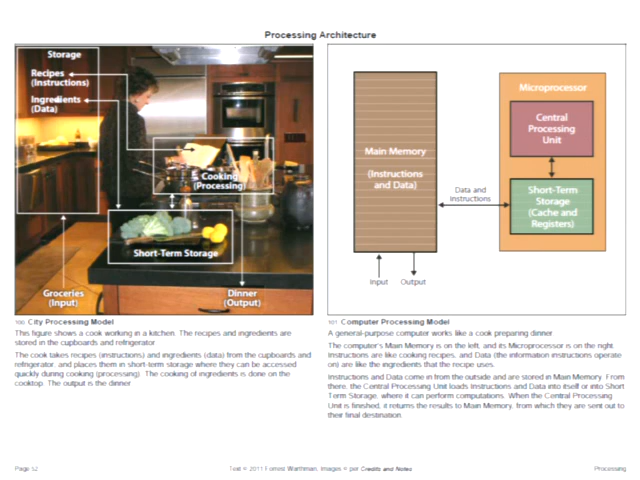 Processing Architecture
Storage
Recipes
(Instructions)
Ingredients
(Data)
Cooking
(Processing)
Short-Term Storage
Groceries
(Input)
Dinner
(Output)
100 City Processing Model
This figure shows a cook working in a kitchen. The recipes and ingredients are
stored in the cupboards and refrigerator
The cook takes recipes (instructions) and ingredients (data) from the cupboards and
refrigerator and places them in short-term storage where they can be accessed
quickly during cooking (processing). The cooking of ingredients is done on the
cooktop. The output is the dinner
Microprocessor
Central
Processing
Unit
Main Memory
(Instructions
and Data)
Data and
Instructions
Short-Term
Storage
(Cache and
Registers)
Input
Output
101 Computer Processing Model
A general-purpose computer works like a cook preparing dinner
The computer's Main Memory is on the left, and its Microprocessor is on the right.
Instructions are like cooking recipes, and Data (the information instructions operate
on) are like the ingredients that the recipe uses.
Instructions and Data come in from the outside and are stored in Main Memory. From
there, the Central Processing Unit loads Instructions and Data into itself or into Short
Term Storage, where it can perform computations. When the Central Processing
Unit is finished, it returns the results to Main Memory, from which they are sent out to
their final destination
Page 52
Text © 2011 Forrest Warthman. Images © per Credits and Notes
Processing